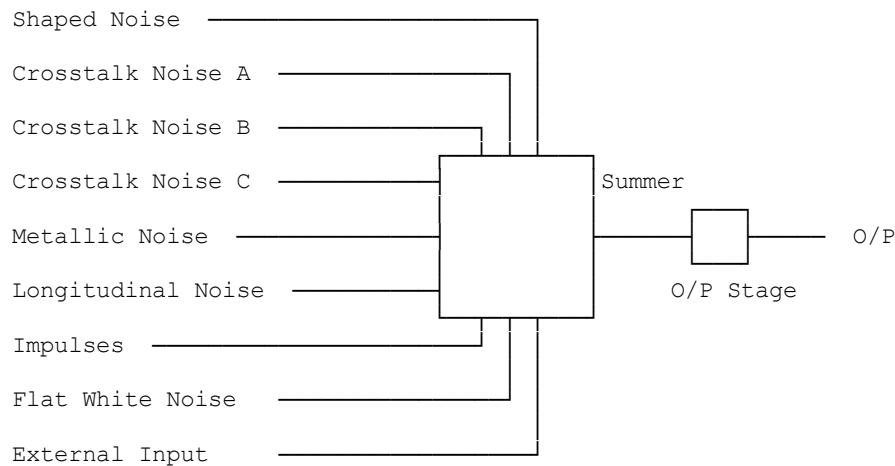 Shaped Noise
Crosstalk Noise A
Crosstalk Noise B
Crosstalk Noise C
Summer
Metallic Noise
O/P
Longitudinal Noise
O/P Stage
Impulses
Flat White Noise
External Input